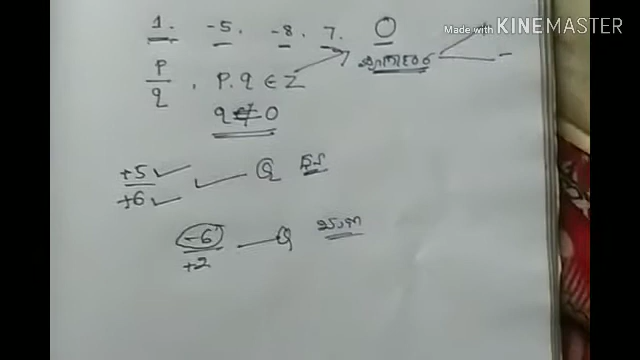 Made with KINEMASTER
1. -5. -8. 7. 0
p/q, p.q ∈ Z
q ≠ 0
+5/+6 Q
-6/+2 Q